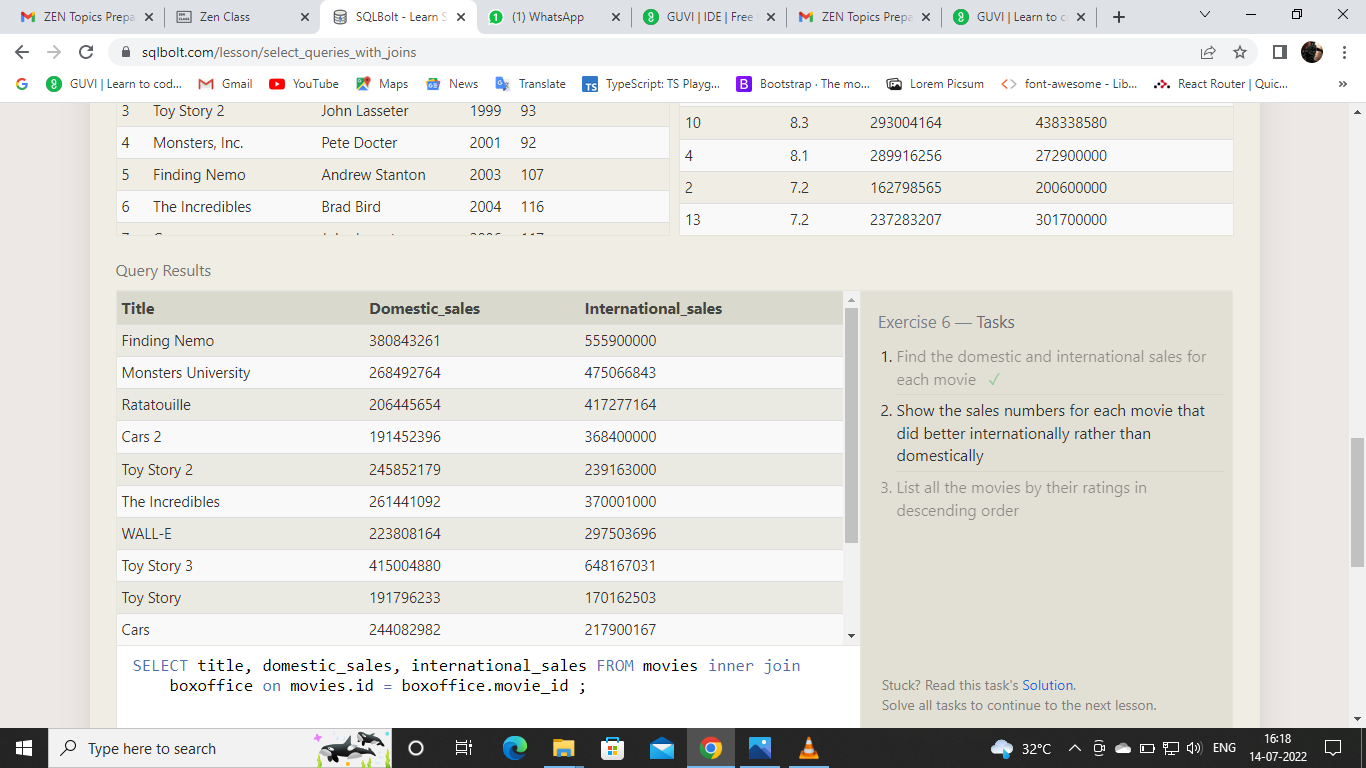 ZEN Topics Prepa
Zen Class
SQLBolt - Learn S
(1) WhatsApp
GUVI | IDE | Free
ZEN Topics Prepa
GUVI | Learn to c
sqlbolt.com/lesson/select_queries_with_joins
GUVI | Learn to cod...
Gmail
YouTube
Maps
News
Translate
TypeScript: TS Playg...
Bootstrap · The mo...
Lorem Picsum
font-awesome - Lib...
React Router | Quic...
3 Toy Story 2 John Lasseter 1999 93
4 Monsters, Inc. Pete Docter 2001 92
5 Finding Nemo Andrew Stanton 2003 107
6 The Incredibles Brad Bird 2004 116
10 8.3 293004164 438338580
4 8.1 289916256 272900000
2 7.2 162798565 200600000
13 7.2 237283207 301700000
Query Results
Title Domestic_sales International_sales
Finding Nemo 380843261 555900000
Monsters University 268492764 475066843
Ratatouille 206445654 417277164
Cars 2 191452396 368400000
Toy Story 2 245852179 239163000
The Incredibles 261441092 370001000
WALL-E 223808164 297503696
Toy Story 3 415004880 648167031
Toy Story 191796233 170162503
Cars 244082982 217900167
SELECT title, domestic_sales, international_sales FROM movies inner join
boxoffice on movies.id = boxoffice.movie_id ;
Exercise 6 — Tasks
1. Find the domestic and international sales for
each movie ✓
2. Show the sales numbers for each movie that
did better internationally rather than
domestically
3. List all the movies by their ratings in
descending order
Stuck? Read this task's Solution.
Solve all tasks to continue to the next lesson.
Type here to search
32°C
ENG
16:18
14-07-2022